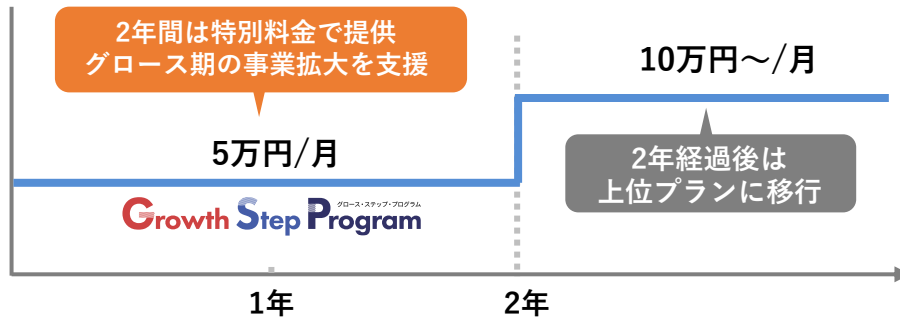 2年間は特別料金で提供
グロース期の事業拡大を支援
10万円～/月
5万円/月
2年経過後は
上位プランに移行
グロース・ステップ・プログラム
Growth Step Program
1年
2年